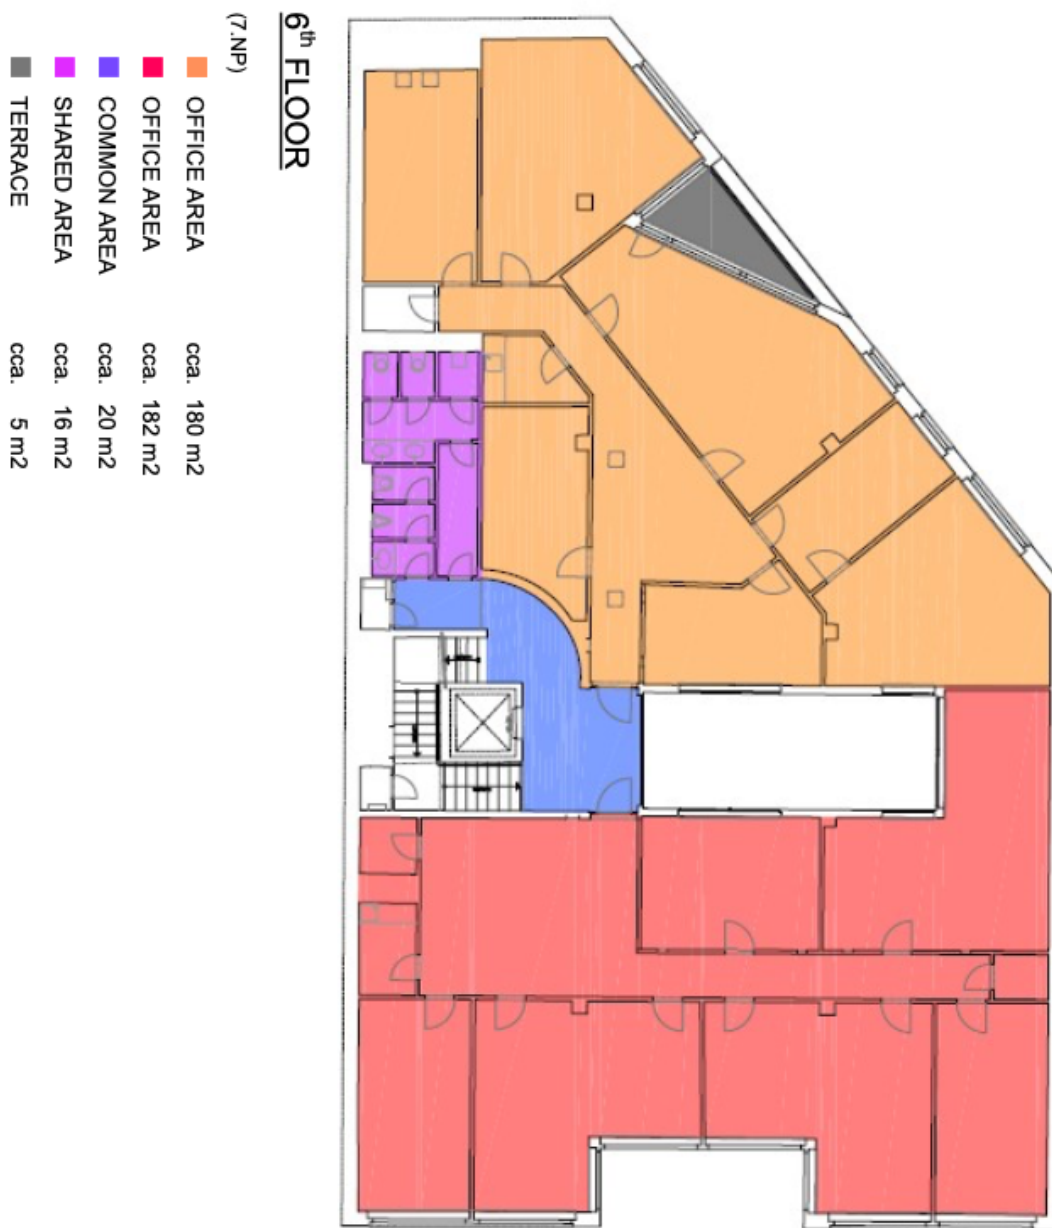 6th FLOOR
(7.NP)
OFFICE AREA cca. 180 m2
OFFICE AREA cca. 182 m2
COMMON AREA cca. 20 m2
SHARED AREA cca. 16 m2
TERRACE cca. 5 m2